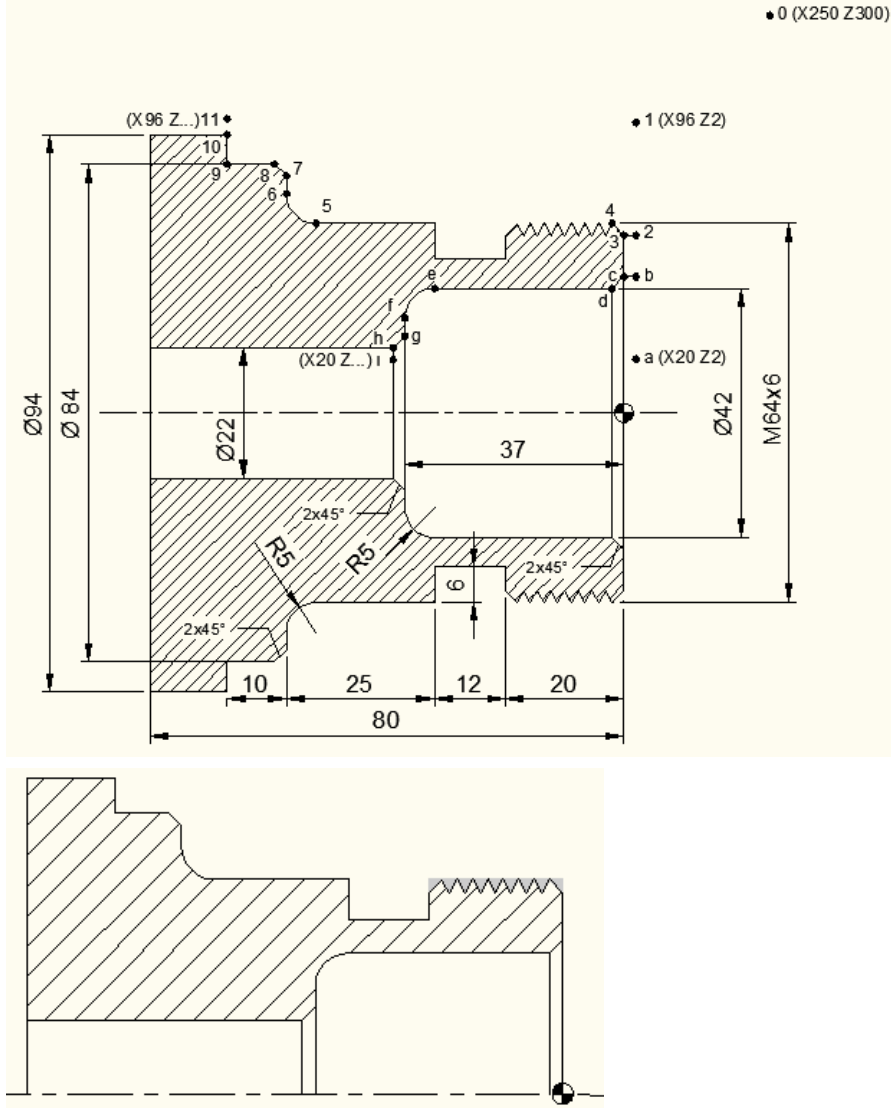 0 (X250 Z300)
(X96 Z...) 11
1 (X96 Z2)
10
9
8
7
6
5
4
3
2
e
c
b
d
f
g
h
(X20 Z...) i
a (X20 Z2)
Ø94
Ø 84
Ø22
37
Ø42
M64x6
2x45°
R5
R5
2x45°
6
2x45°
10
25
12
20
80